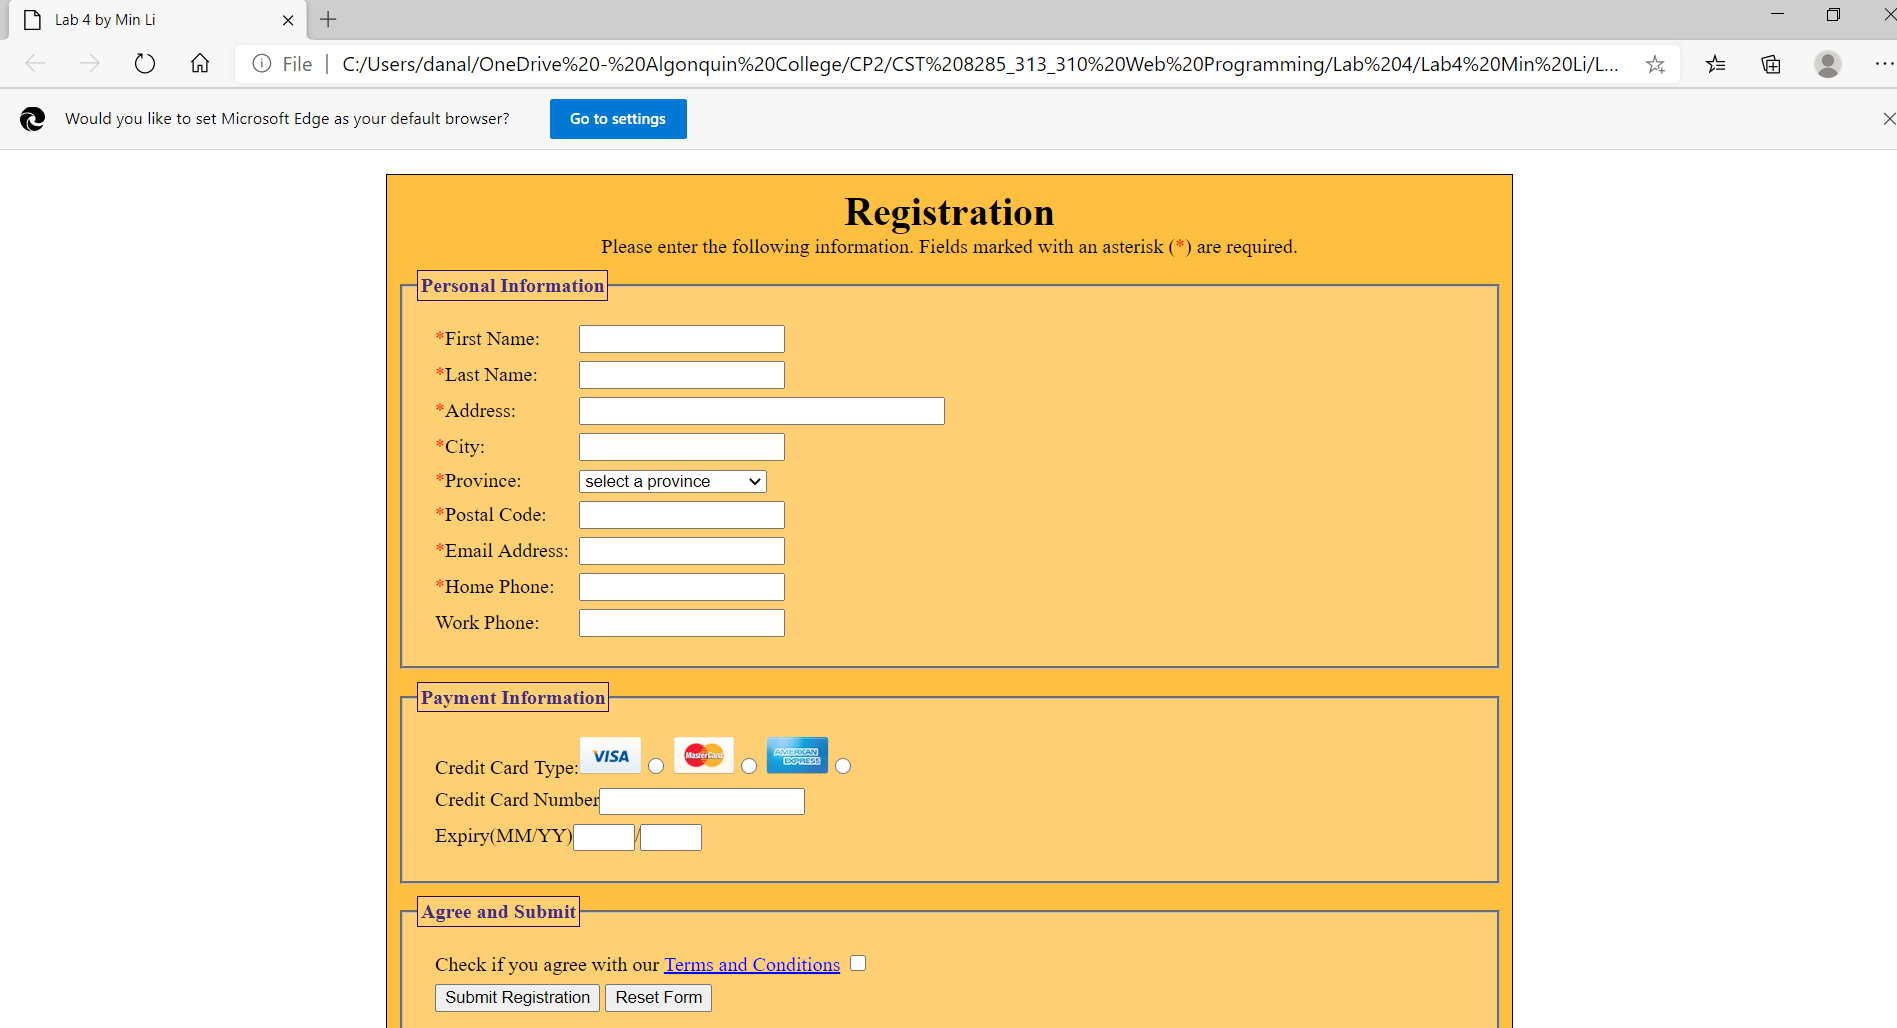 Lab 4 by Min Li
File | C:/Users/danal/OneDrive%20-%20Algonquin%20College/CP2/CST%208285_313_310%20Web%20Programming/Lab%204/Lab4%20Min%20Li/L...
Would you like to set Microsoft Edge as your default browser? Go to settings
Registration
Please enter the following information. Fields marked with an asterisk (*) are required.
Personal Information
*First Name:
*Last Name:
*Address:
*City:
*Province: select a province
*Postal Code:
*Email Address:
*Home Phone:
Work Phone:
Payment Information
Credit Card Type: VISA MasterCard AMERICAN EXPRESS
Credit Card Number
Expiry(MM/YY) /
Agree and Submit
Check if you agree with our Terms and Conditions
Submit Registration Reset Form